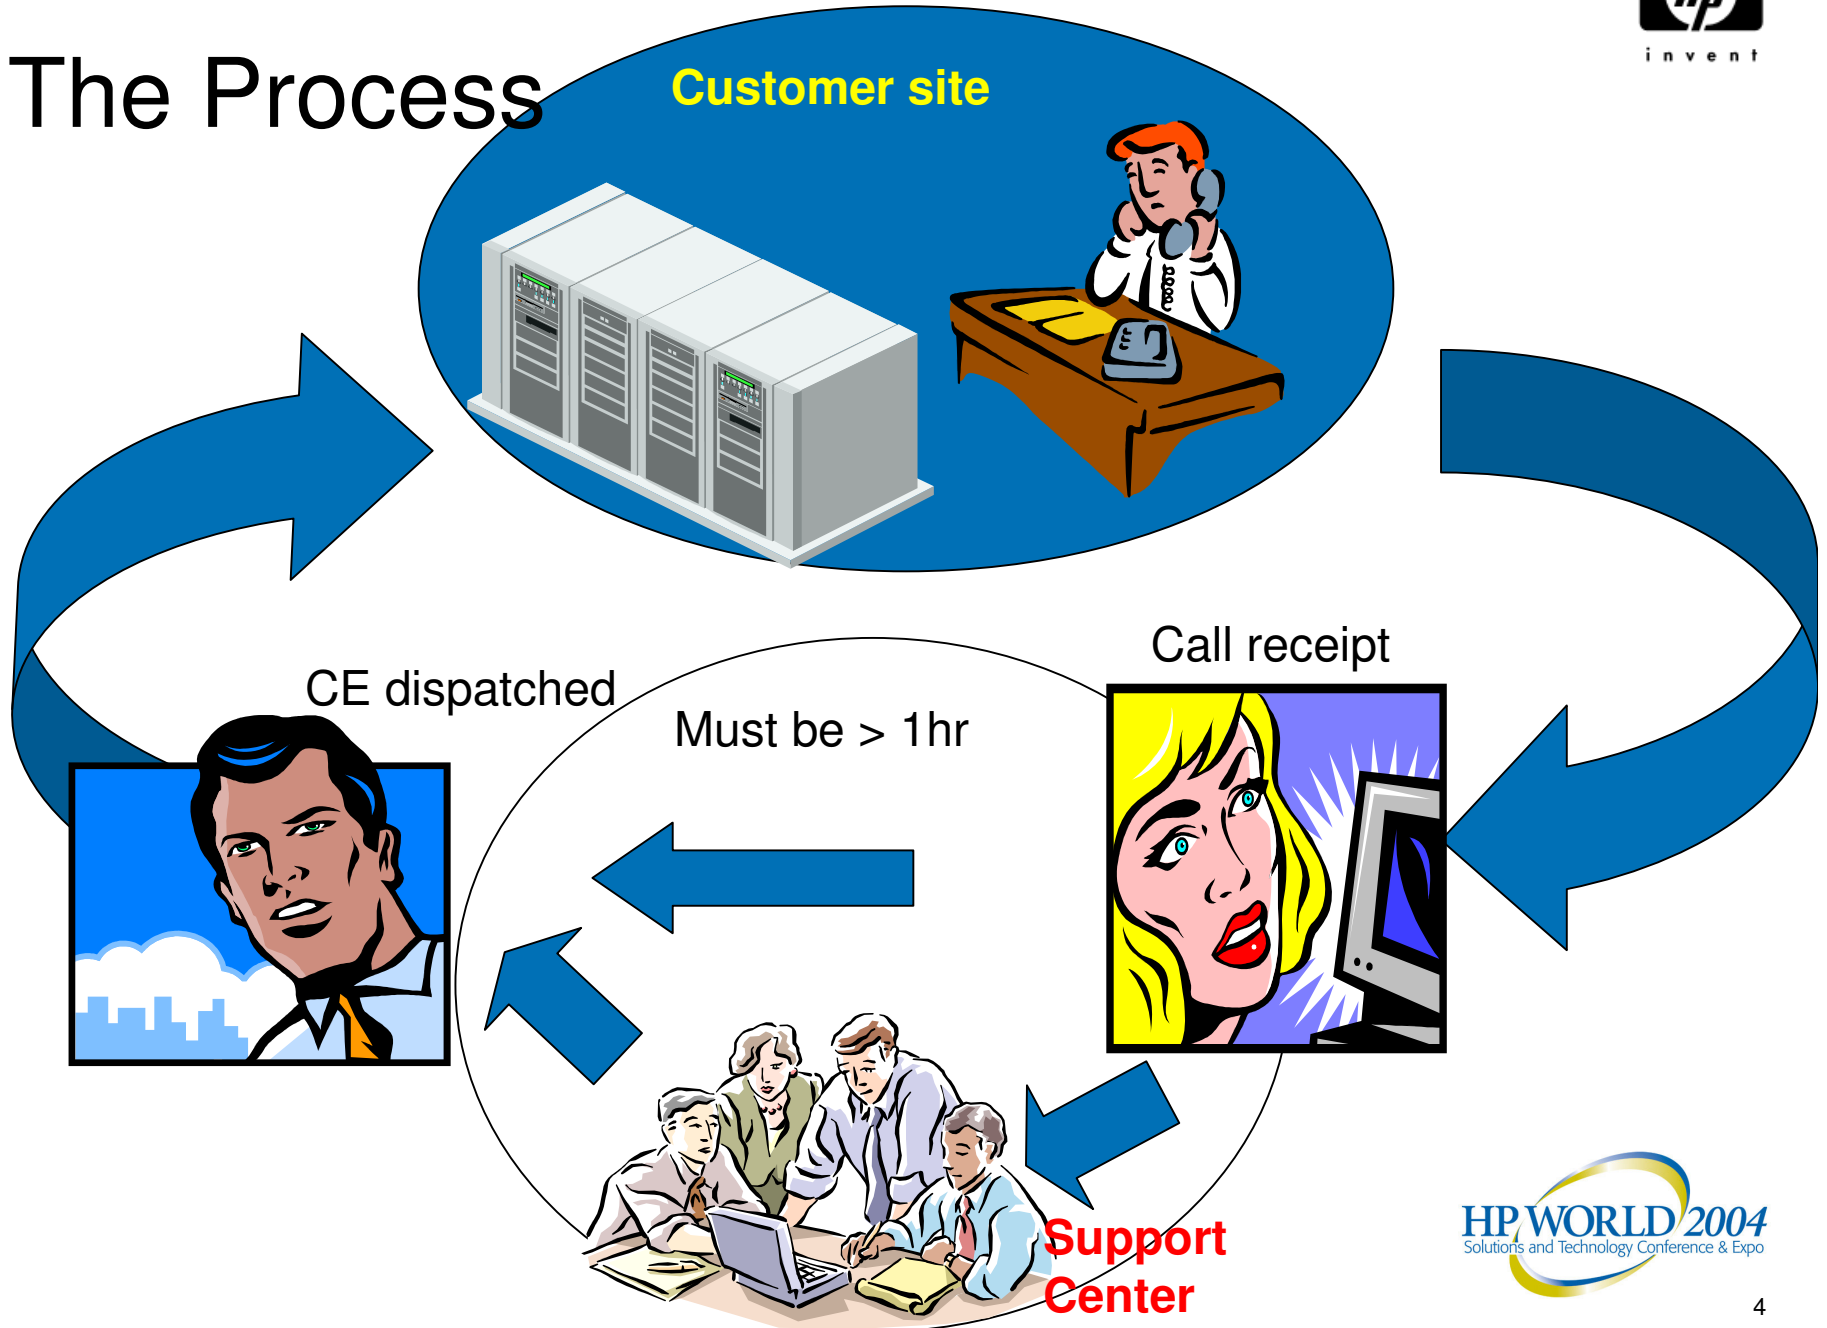 The Process
Customer site
hp
invent
Call receipt
CE dispatched
Must be > 1hr
Support
Center
HP WORLD 2004
Solutions and Technology Conference & Expo
4